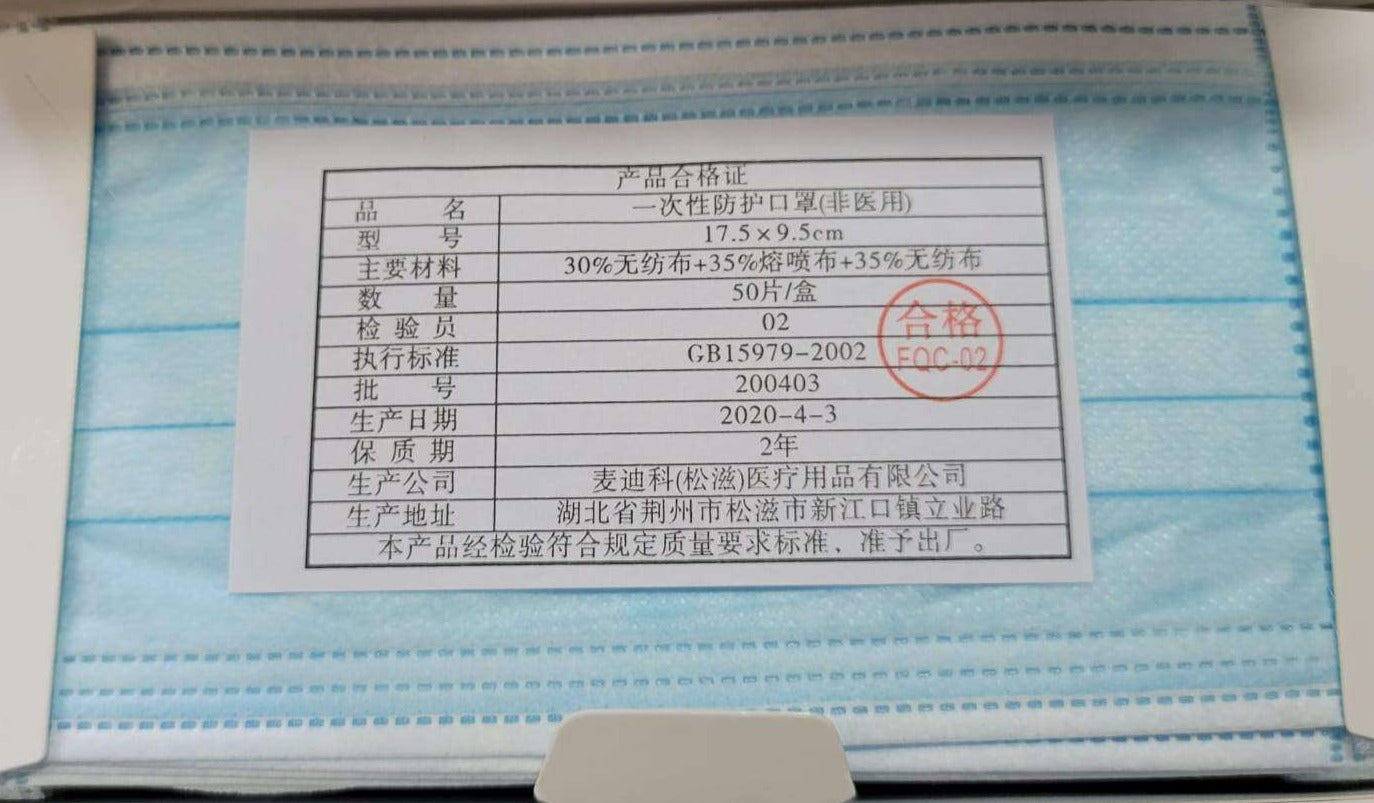 产品合格证
品名 一次性防护口罩(非医用)
型号 17.5×9.5cm
主要材料 30%无纺布+35%熔喷布+35%无纺布
数量 50片/盒
检验员 02
执行标准 GB15979-2002
批号 200403
生产日期 2020-4-3
保质期 2年
生产公司 麦迪科(松滋)医疗用品有限公司
生产地址 湖北省荆州市松滋市新江口镇立业路
本产品经检验符合规定质量要求标准、准予出厂。
合格
FQC-02